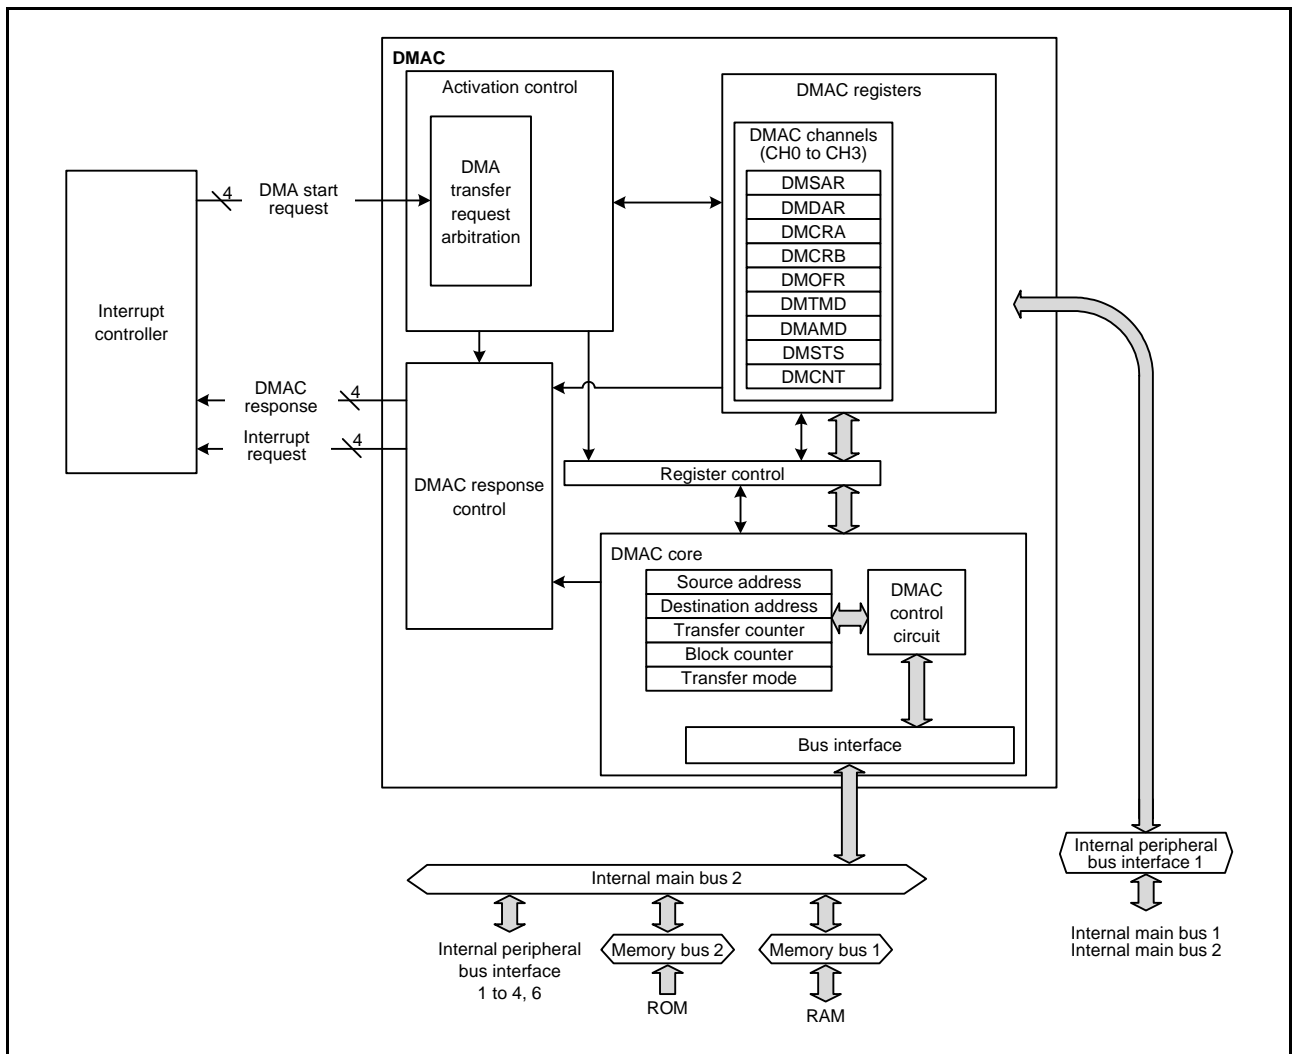 DMAC
Activation control
DMA
transfer
request
arbitration
DMAC registers
DMAC channels
(CH0 to CH3)
DMSAR
DMDAR
DMCRA
DMCRB
DMOFR
DMTMD
DMAMD
DMSTS
DMCNT
Interrupt
controller
4
DMA start
request
DMAC
response
4
Interrupt
request
4
DMAC response
control
Register control
DMAC core
Source address
Destination address
Transfer counter
Block counter
Transfer mode
DMAC
control
circuit
Bus interface
Internal main bus 2
Internal peripheral
bus interface
1 to 4, 6
Memory bus 2
ROM
Memory bus 1
RAM
Internal peripheral
bus interface 1
Internal main bus 1
Internal main bus 2